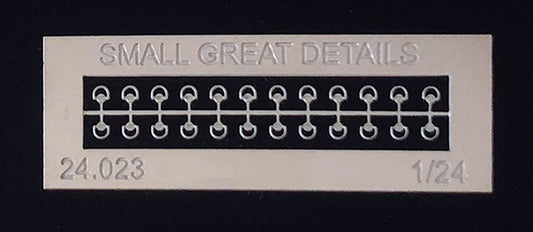 SMALL GREAT DETAILS
24.023 1/24